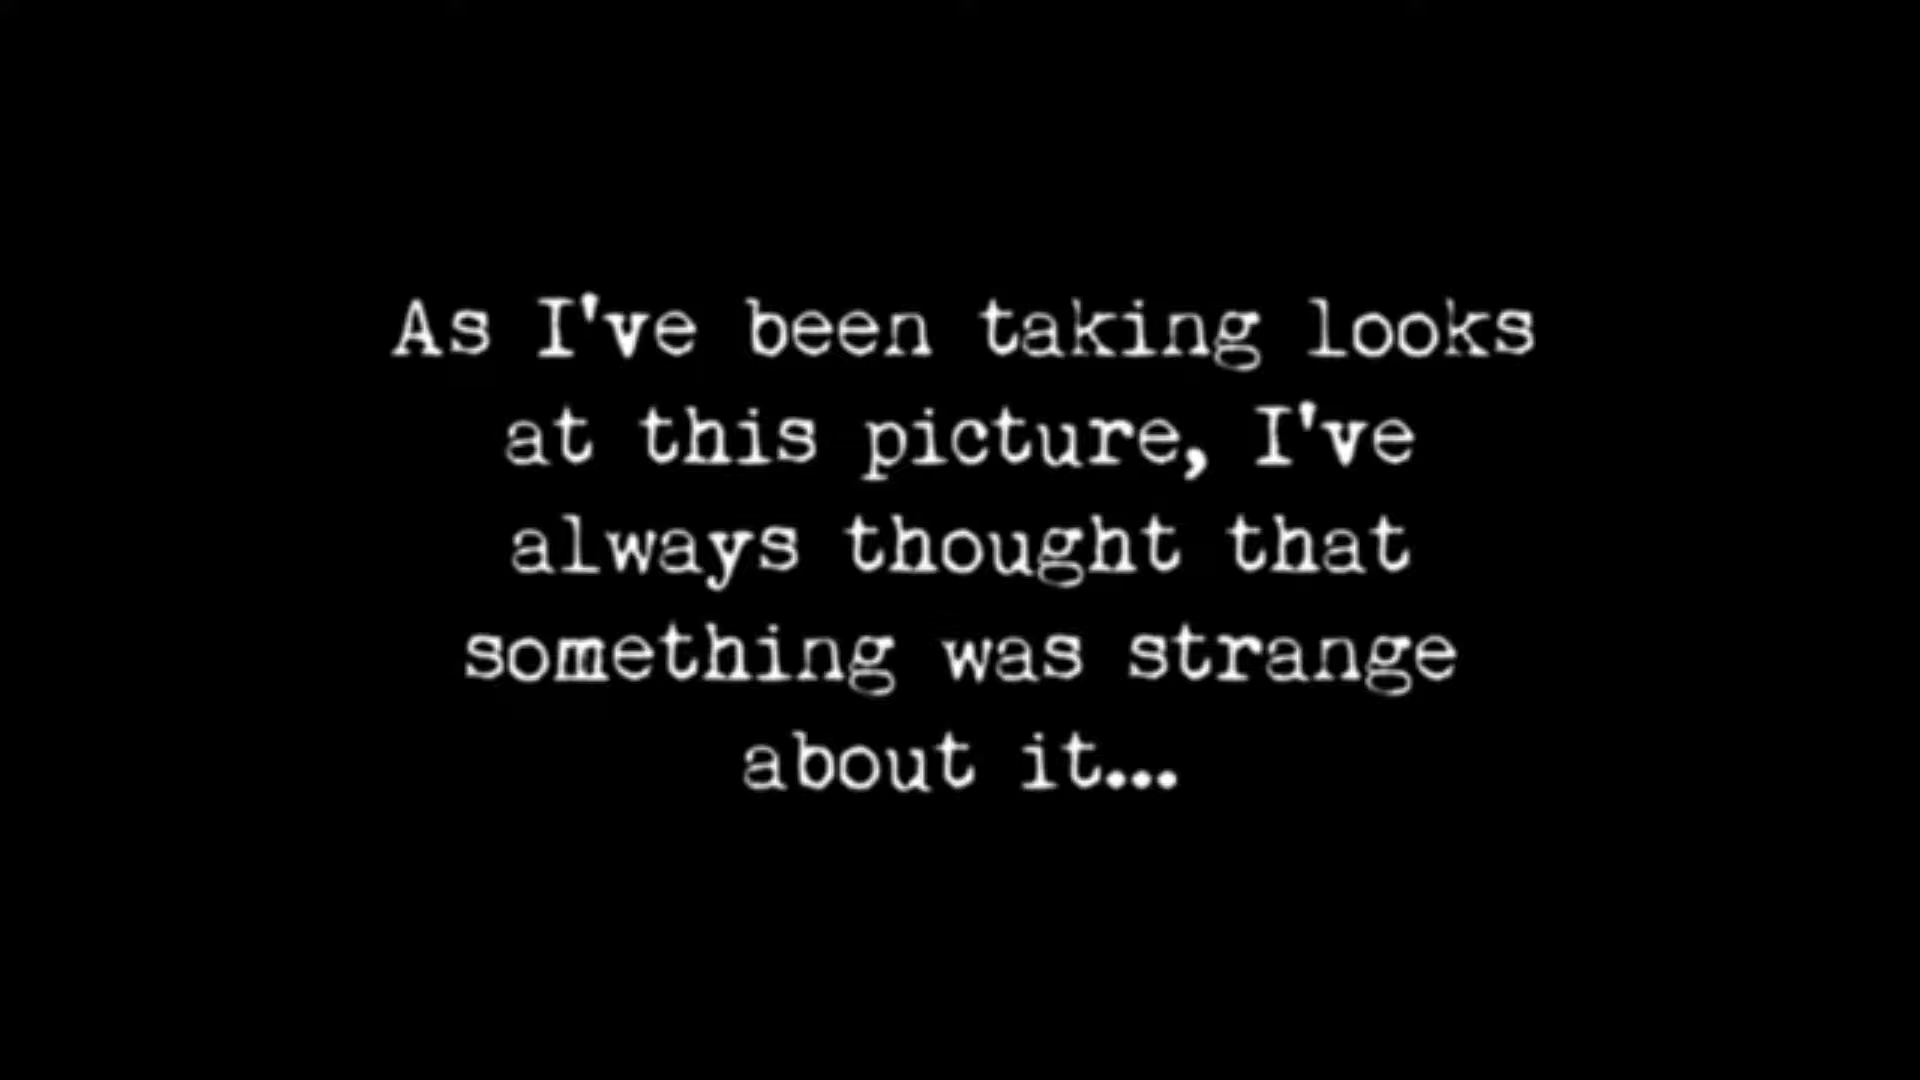 As I've been taking looks
at this picture, I've
always thought that
something was strange
about it...